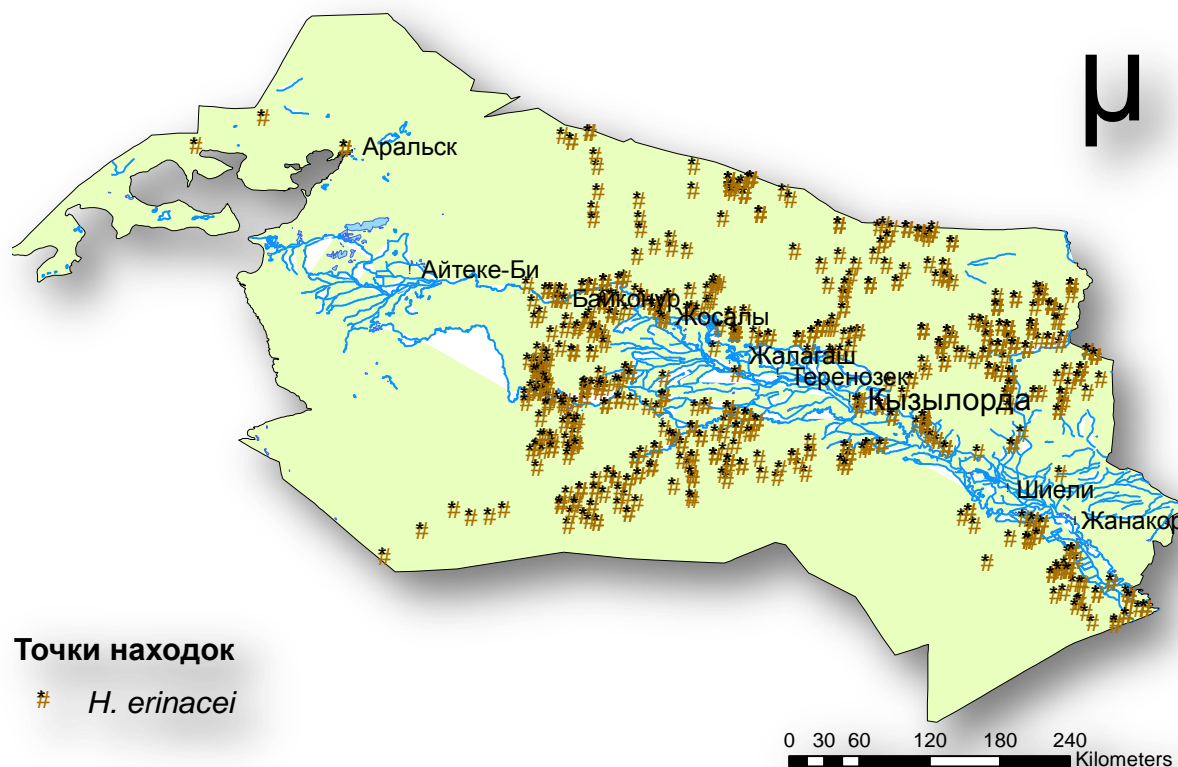 μ
Аральск
Айтеке-Би
Байконур
Жосалы
Жалагаш
Теренозек
Кызылорда
Шиели
Жанакор
Точки находок
H. erinacei
0 30 60 120 180 240
Kilometers